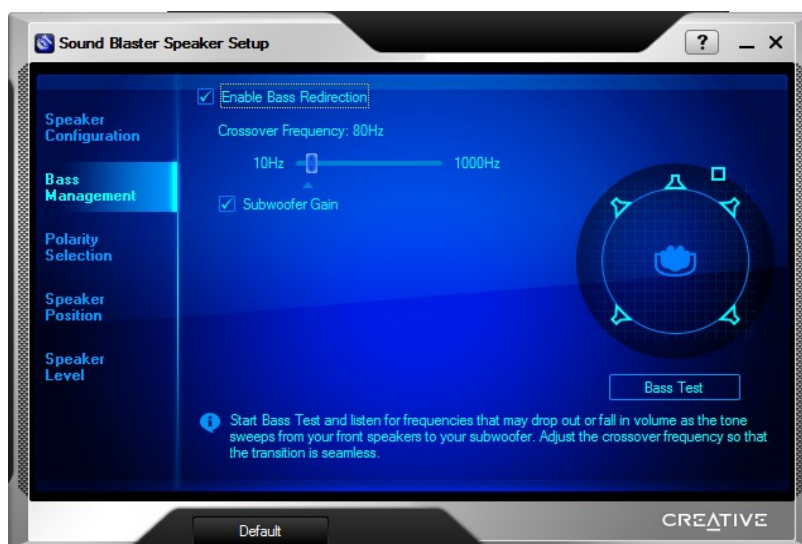 Sound Blaster Speaker Setup
?
Speaker
Configuration
Bass
Management
Polarity
Selection
Speaker
Position
Speaker
Level
Enable Bass Redirection
Crossover Frequency: 80Hz
10Hz 1000Hz
Subwoofer Gain
Bass Test
Start Bass Test and listen for frequencies that may drop out or fall in volume as the tone
sweeps from your front speakers to your subwoofer. Adjust the crossover frequency so that
the transition is seamless.
Default
CREATIVE